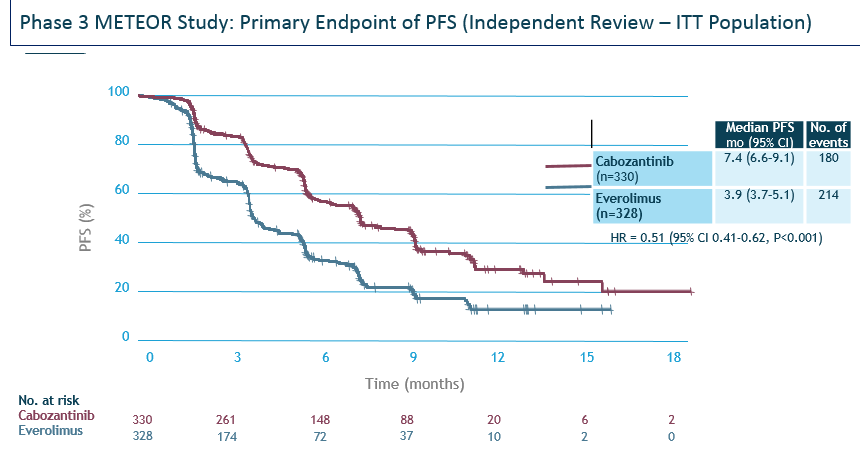 Phase 3 METEOR Study: Primary Endpoint of PFS (Independent Review – ITT Population)
100
80
60
40
20
0
PFS (%)
0 3 6 9 12 15 18
Time (months)
Median PFS mo (95% CI)
No. of events
Cabozantinib (n=330)
7.4 (6.6-9.1)
180
Everolimus (n=328)
3.9 (3.7-5.1)
214
HR = 0.51 (95% CI 0.41-0.62, P<0.001)
No. at risk
Cabozantinib 330 261 148 88 20 6 2
Everolimus 328 174 72 37 10 2 0